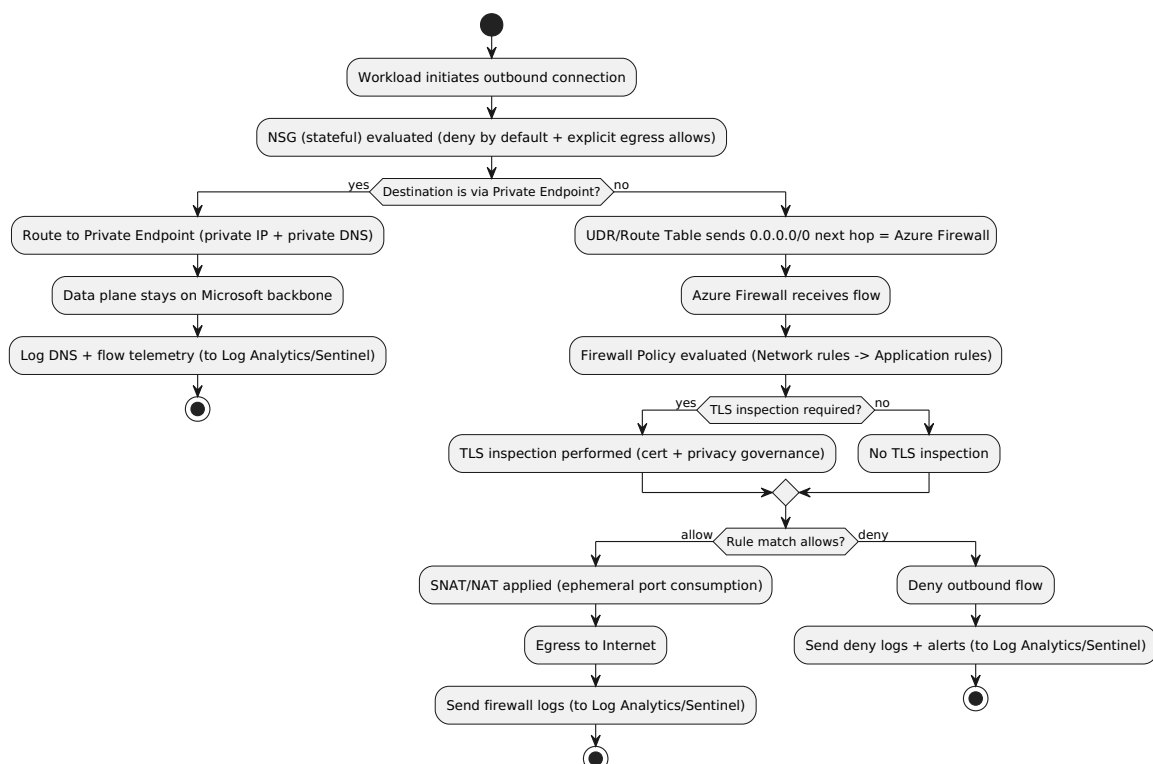 Workload initiates outbound connection
NSG (stateful) evaluated (deny by default + explicit egress allows)
yes
Destination is via Private Endpoint?
no
Route to Private Endpoint (private IP + private DNS)
Data plane stays on Microsoft backbone
Log DNS + flow telemetry (to Log Analytics/Sentinel)
UDR/Route Table sends 0.0.0.0/0 next hop = Azure Firewall
Azure Firewall receives flow
Firewall Policy evaluated (Network rules -> Application rules)
yes
TLS inspection required?
no
TLS inspection performed (cert + privacy governance)
No TLS inspection
allow
Rule match allows?
deny
SNAT/NAT applied (ephemeral port consumption)
Egress to Internet
Send firewall logs (to Log Analytics/Sentinel)
Deny outbound flow
Send deny logs + alerts (to Log Analytics/Sentinel)